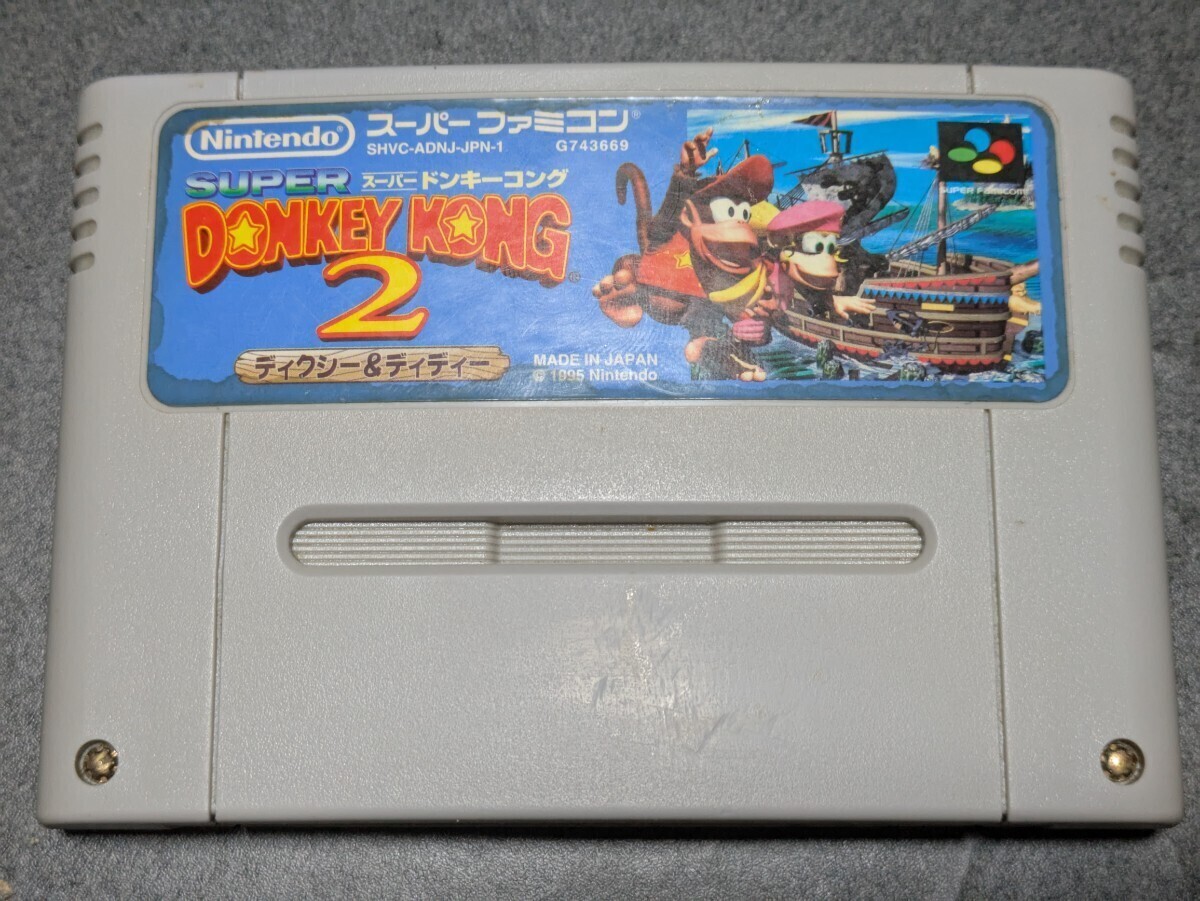 Nintendo®
スーパーファミコン®
SHVC-ADNJ-JPN-1 G743669
SUPER スーパードンキーコング
DONKEY KONG
2
ディクシー&ディディー
MADE IN JAPAN
© 1995 Nintendo
SUPER FAMICOM